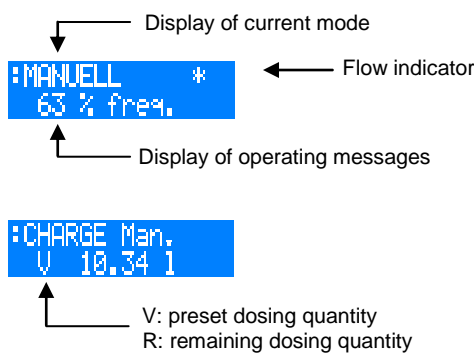 Display of current mode
:MANUELL *
Flow indicator
63 % freq.
Display of operating messages
:CHARGE Man.
V 10.34 l
V: preset dosing quantity
R: remaining dosing quantity